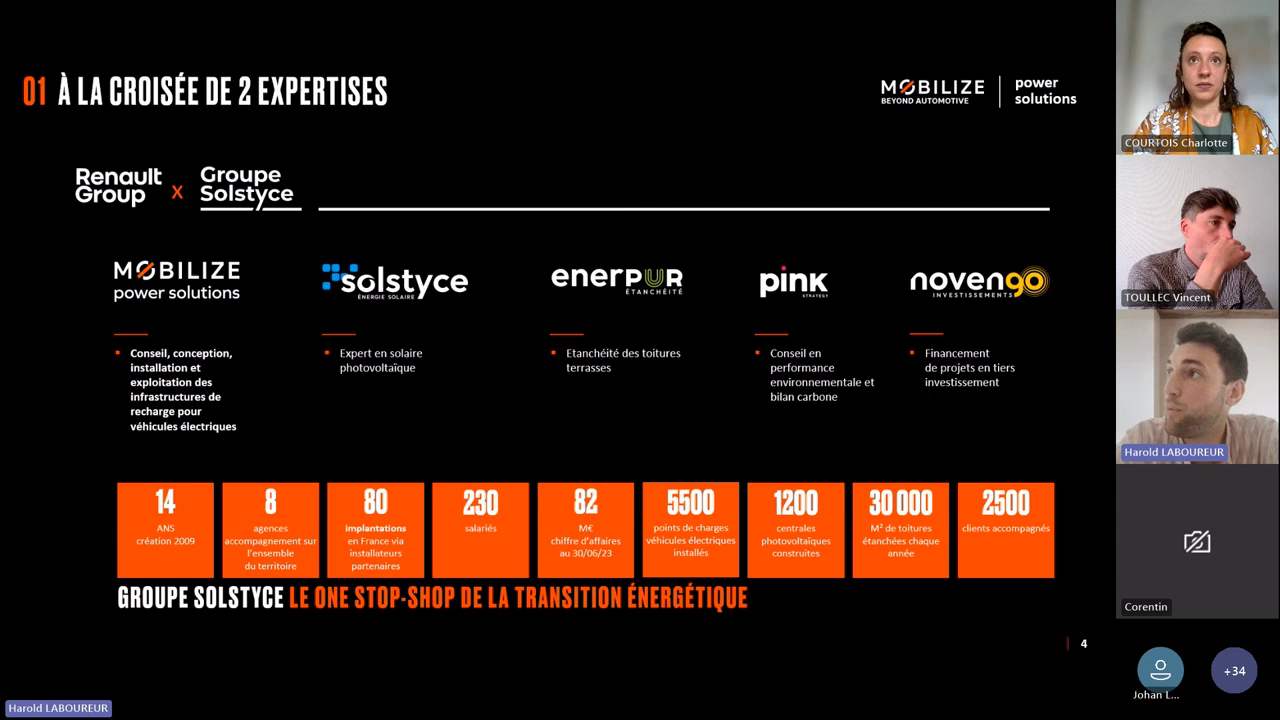 01 À LA CROISÉE DE 2 EXPERTISES
MOBILIZE
BEYOND AUTOMOTIVE
power
solutions
Renault
Group
x
Groupe
Solstyce
MOBILIZE
power solutions
solstyce
ÉNERGIE SOLAIRE
enerpur
ÉTANCHÉITÉ
pink
STRATEGY
novengo
INVESTISSEMENTS
Conseil, conception,
installation et
exploitation des
infrastructures de
recharge pour
véhicules électriques
Expert en solaire
photovoltaïque
Etanchéité des toitures
terrasses
Conseil en
performance
environnementale et
bilan carbone
Financement
de projets en tiers
investissement
14
ANS
création 2009
8
agences
accompagnement sur
l'ensemble
du territoire
80
implantations
en France via
installateurs
partenaires
230
salariés
82
M€
chiffre d'affaires
au 30/06/23
5500
points de charges
véhicules électriques
installés
1200
centrales
photovoltaïques
construites
30 000
M² de toitures
étanchées chaque
année
2500
clients accompagnés
GROUPE SOLSTYCE LE ONE STOP-SHOP DE LA TRANSITION ÉNERGÉTIQUE
4
Harold LABOUREUR
COURTOIS Charlotte
TOULLEC Vincent
Harold LABOUREUR
Corentin
Johan L...
+34